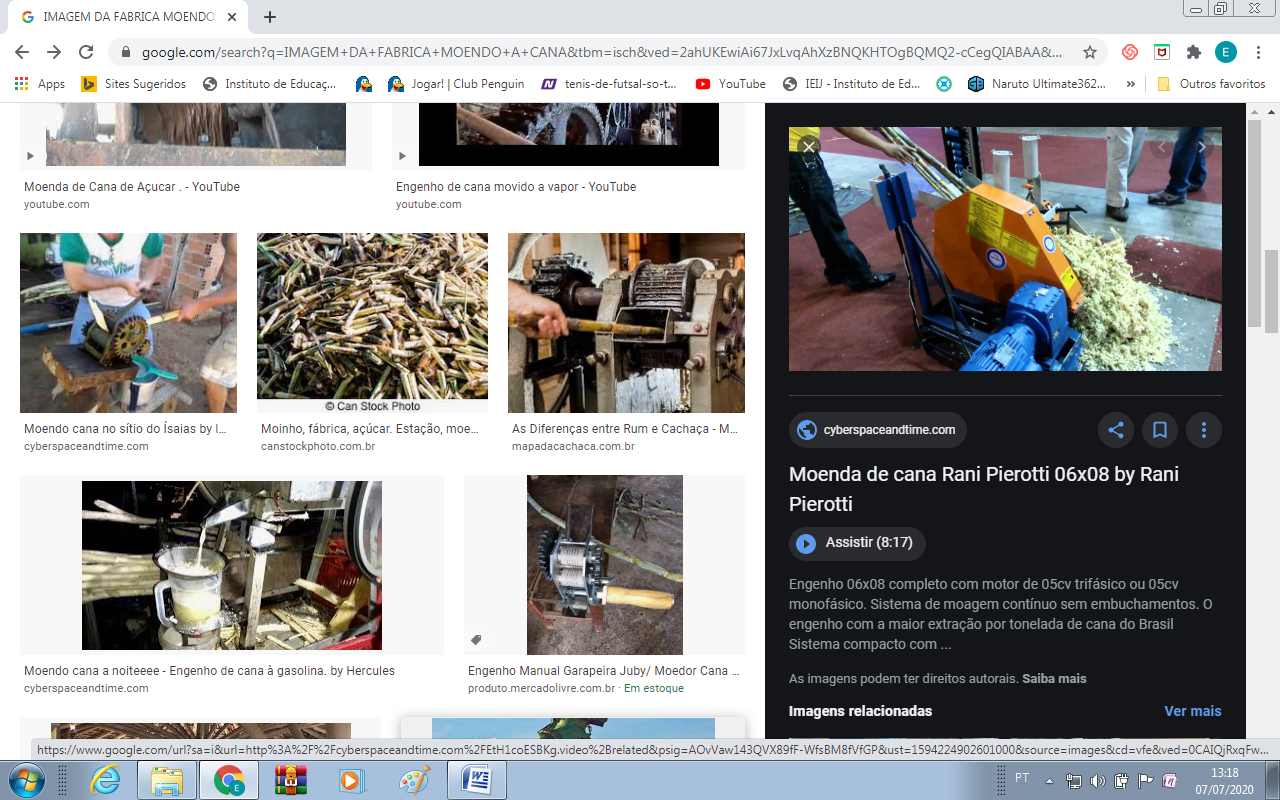 IMAGEM DA FABRICA MOENDO
google.com/search?q=IMAGEM+DA+FABRICA+MOENDO+A+CANA&tbm=isch&ved=2ahUKEwiAi67JxLvqAhXzBNQKHTOgBQMQ2-cCegQIABAA&...
E
Apps
Sites Sugeridos
Instituto de Educaç...
Jogar! | Club Penguin
tenis-de-futsal-so-t...
YouTube
IEIJ - Instituto de Ed...
Naruto Ultimate362...
»
Outros favoritos
Moenda de Cana de Açucar . - YouTube
youtube.com
Engenho de cana movido a vapor - YouTube
youtube.com
© Can Stock Photo
Moendo cana no sítio do Ísaias by I...
cyberspaceandtime.com
Moinho, fábrica, açúcar. Estação, moe...
canstockphoto.com.br
As Diferenças entre Rum e Cachaça - M...
mapadacachaca.com.br
Moendo cana a noiteeee - Engenho de cana à gasolina. by Hercules
cyberspaceandtime.com
Engenho Manual Garapeira Juby/ Moedor Cana ...
produto.mercadolivre.com.br · Em estoque
cyberspaceandtime.com
Moenda de cana Rani Pierotti 06x08 by Rani
Pierotti
Assistir (8:17)
Engenho 06x08 completo com motor de 05cv trifásico ou 05cv
monofásico. Sistema de moagem contínuo sem embuchamentos. O
engenho com a maior extração por tonelada de cana do Brasil
Sistema compacto com ...
As imagens podem ter direitos autorais. Saiba mais
Imagens relacionadas
Ver mais
https://www.google.com/url?sa=i&url=http%3A%2F%2Fcyberspaceandtime.com%2FEtH1coESBKg.video%2Brelated&psig=AOvVaw143QVX89fF-WfsBM8fVfGP&ust=1594224902601000&source=images&cd=vfe&ved=0CAIQjRxqFw...
PT
13:18
07/07/2020